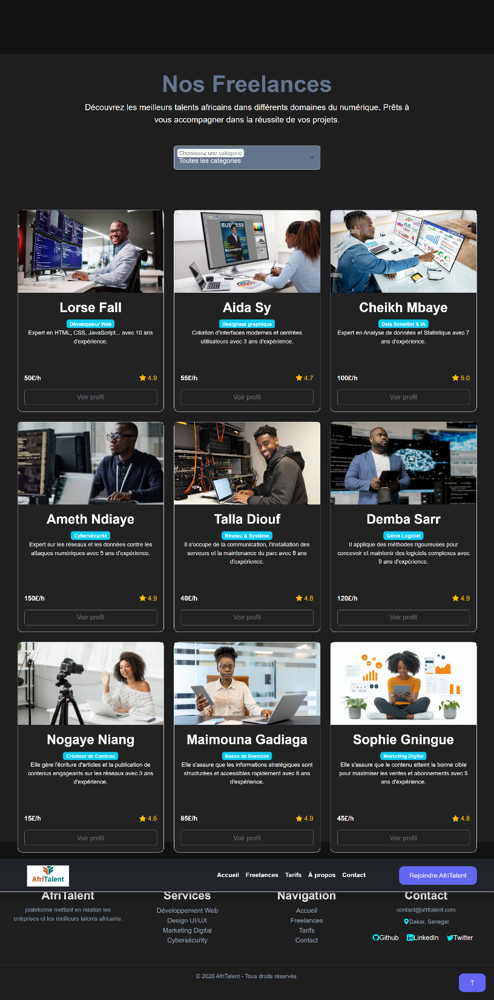 Nos Freelances
Découvrez les meilleurs talents africains dans différents domaines du numérique. Prêts à
vous accompagner dans la réussite de vos projets.
Choisissez une catégorie
Toutes les catégories
BUSINESS
Billionaires
alamy
alamy
Lorse Fall
Développeur Web
Expert en HTML, CSS, JavaScript... avec 10 ans
d'expérience.
50£/h
4.9
Voir profil
Aida Sy
Designeur graphique
Création d'interfaces modernes et centrées
utilisateurs avec 3 ans d'expérience.
55£/h
4.7
Voir profil
Cheikh Mbaye
Data Scientist & IA
Expert en Analyse de données et Statistique avec 7
ans d'expérience.
100£/h
5.0
Voir profil
Ameth Ndiaye
Cybersécurité
Expert sur les réseaux et les données contre les
attaques numériques avec 5 ans d'expérience.
150£/h
4.9
Voir profil
Talla Diouf
Réseau & Système
Il s'occupe de la communication, l'installation des
serveurs et la maintenance du parc avec 8 ans
d'expérience.
40£/h
4.8
Voir profil
Demba Sarr
Génie Logiciel
Il applique des méthodes rigoureuses pour
concevoir et maintenir des logiciels complexes avec
9 ans d'expérience.
120£/h
4.9
Voir profil
Nogaye Niang
Créateur de Contenu
Elle gère l'écriture d'articles et la publication de
contenus engageants sur les réseaux avec 3 ans
d'expérience.
15£/h
4.6
Voir profil
Maimouna Gadiaga
Bases de Données
Elle s'assure que les informations stratégiques sont
structurées et accessibles rapidement avec 8 ans
d'expérience.
85£/h
4.9
Voir profil
Sophie Gningue
Marketing Digital
Elle s'assure que le contenu atteint la bonne cible
pour maximiser les ventes et abonnements avec 5
ans d'expérience.
45£/h
4.8
Voir profil
AfriTalent
Accueil Freelances Tarifs À propos Contact
Rejoindre AfriTalent
AfriTalent
plateforme mettant en relation les
entrprises et les meilleurs talents africains.
Services
Développement Web
Design UI/UX
Marketing Digital
Cybersécurity
Navigation
Accueil
Freelances
Tarifs
Contact
Contact
contact@afritalent.com
Dakar, Senegal
Github LinkedIn Twitter
© 2026 AfriTalent - Tous droits réservés.